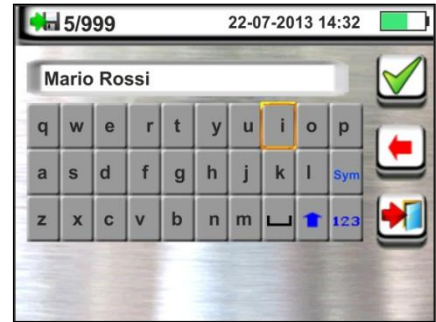 5/999 22-07-2013 14:32
Mario Rossi
q w e r t y u i o p
a s d f g h j k l Sym
z x c v b n m 123